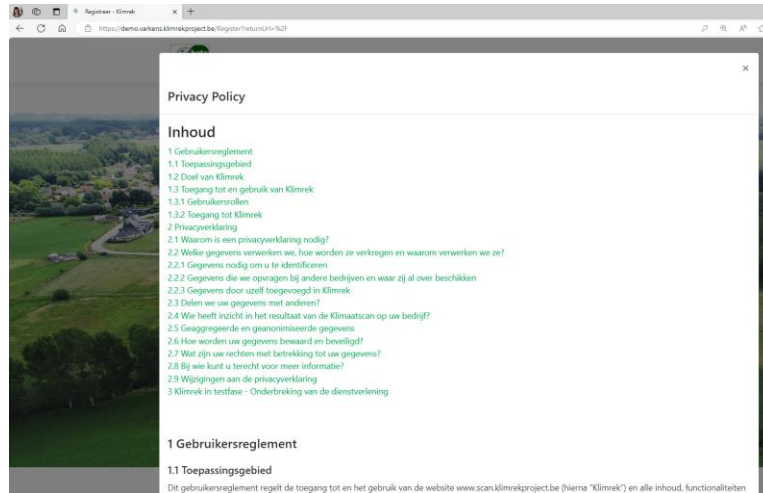 Registreer - Klimrek
https://demo.varkens.klimrekproject.be/Register?returnUrl=%2F
Privacy Policy
Inhoud
1 Gebruikersreglement
1.1 Toepassingsgebied
1.2 Doel van Klimrek
1.3 Toegang tot en gebruik van Klimrek
1.3.1 Gebruikersrollen
1.3.2 Toegang tot Klimrek
2 Privacyverklaring
2.1 Waarom is een privacyverklaring nodig?
2.2 Welke gegevens verwerken we, hoe worden ze verkregen en waarom verwerken we ze?
2.2.1 Gegevens nodig om u te identificeren
2.2.2 Gegevens die we opvragen bij andere bedrijven en waar zij al over beschikken
2.2.3 Gegevens door uzelf toegevoegd in Klimrek
2.3 Delen we uw gegevens met anderen?
2.4 Wie heeft inzicht in het resultaat van de Klimaatscan op uw bedrijf?
2.5 Geaggregeerde en geanonimiseerde gegevens
2.6 Hoe worden uw gegevens bewaard en beveiligd?
2.7 Wat zijn uw rechten met betrekking tot uw gegevens?
2.8 Bij wie kunt u terecht voor meer informatie?
2.9 Wijzigingen aan de privacyverklaring
3 Klimrek in testfase - Onderbreking van de dienstverlening
1 Gebruikersreglement
1.1 Toepassingsgebied
Dit gebruikersreglement regelt de toegang tot en het gebruik van de website www.scan.klimrekproject.be (hierna "Klimrek") en alle inhoud, functionaliteiten